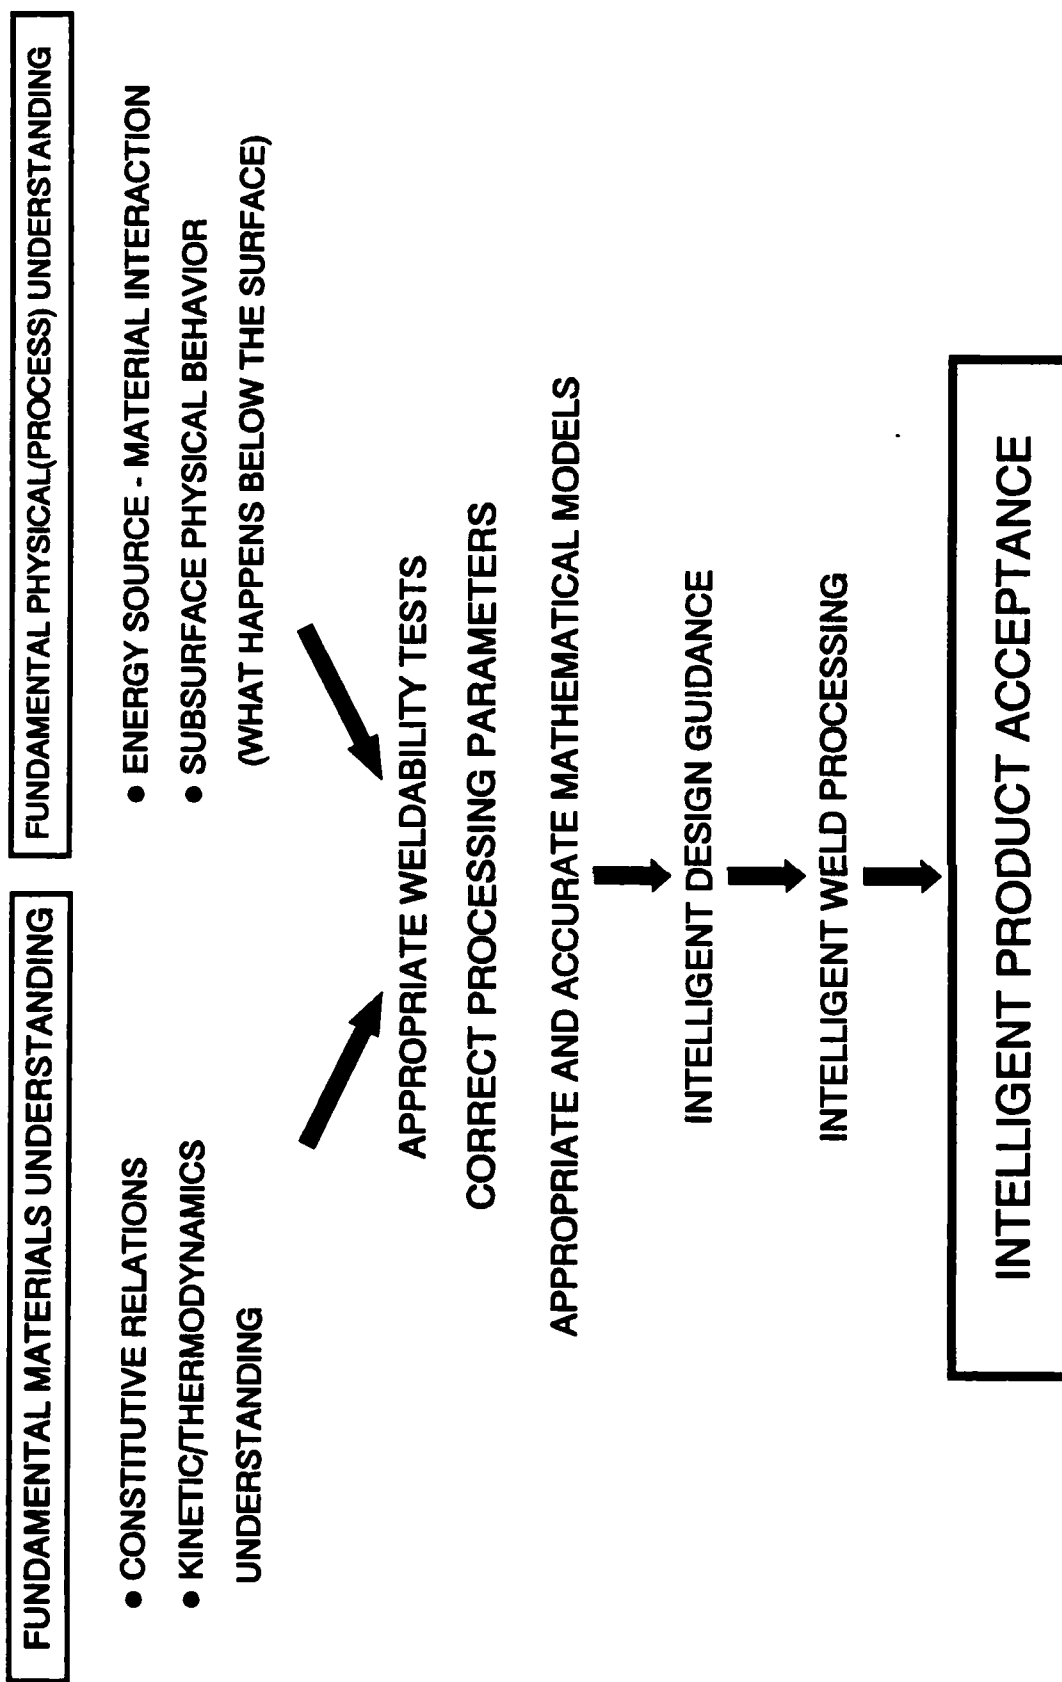 FUNDAMENTAL MATERIALS UNDERSTANDING
● CONSTITUTIVE RELATIONS
● KINETIC/THERMODYNAMICS
UNDERSTANDING
FUNDAMENTAL PHYSICAL(PROCESS) UNDERSTANDING
● ENERGY SOURCE - MATERIAL INTERACTION
● SUBSURFACE PHYSICAL BEHAVIOR
(WHAT HAPPENS BELOW THE SURFACE)
APPROPRIATE WELDABILITY TESTS
CORRECT PROCESSING PARAMETERS
APPROPRIATE AND ACCURATE MATHEMATICAL MODELS
INTELLIGENT DESIGN GUIDANCE
INTELLIGENT WELD PROCESSING
INTELLIGENT PRODUCT ACCEPTANCE